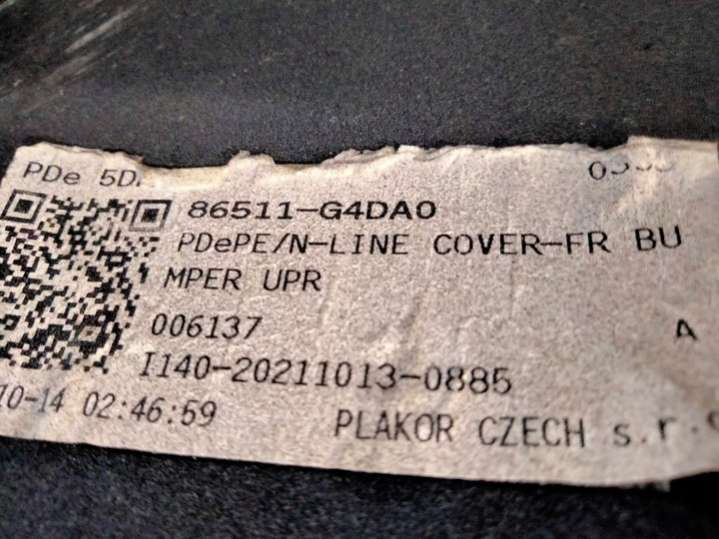 PDe 5D
86511-G4DA0
PDePE/N-LINE COVER-FR BU
MPER UPR
006137
A
I140-20211013-0885
10-14 02:46:59
PLAKOR CZECH s.r.